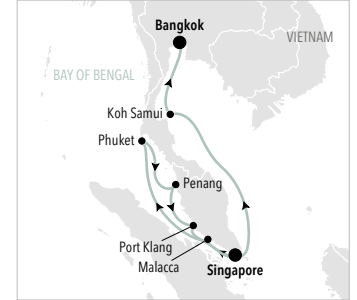 Bangkok
VIETNAM
BAY OF BENGAL
Koh Samui
Phuket
Penang
Port Klang
Malacca
Singapore